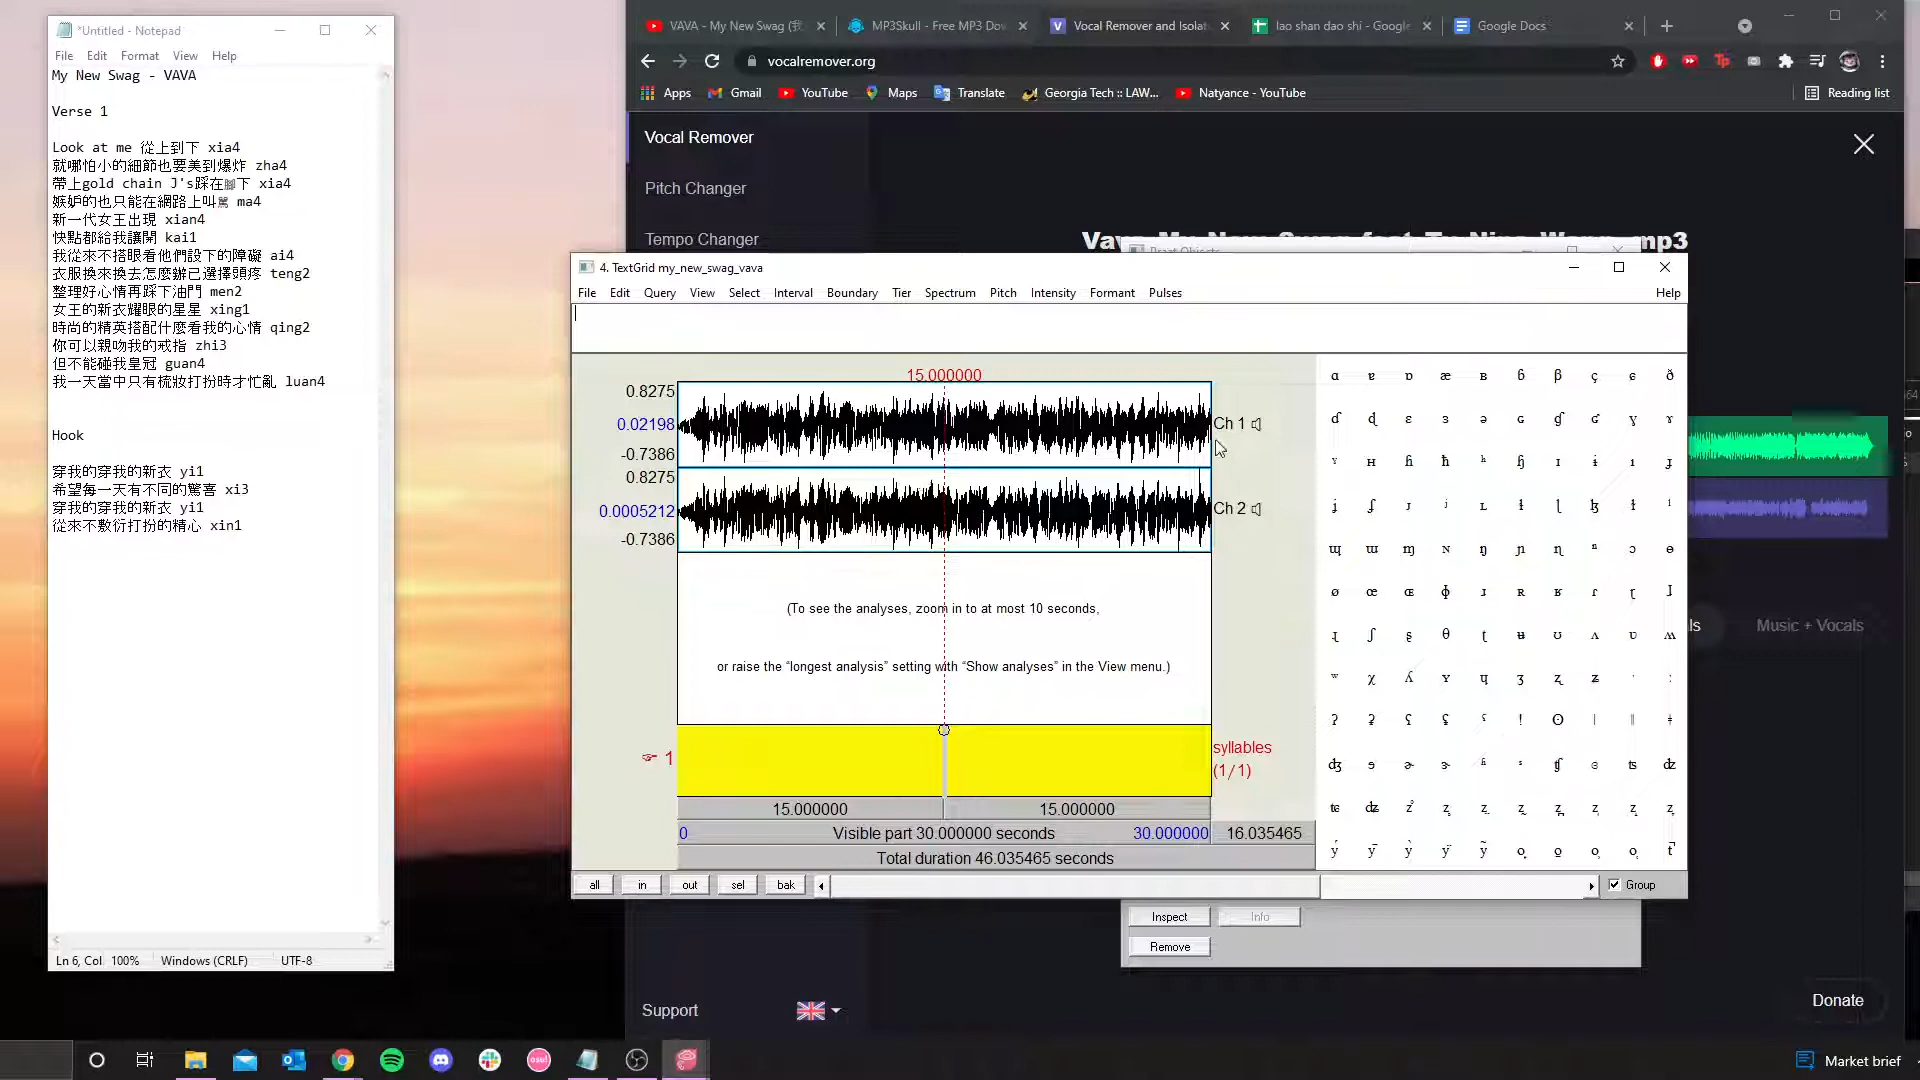 *Untitled - Notepad
File Edit Format View Help
My New Swag - VAVA
Verse 1
Look at me 從上到下 xia4
就哪怕小的細節也要美到爆炸 zha4
帶上gold chain J's踩在腳下 xia4
嫉妒的也只能在網路上叫罵 ma4
新一代女王出現 xian4
快點都給我讓開 kai1
我從來不搭眼看他們設下的障礙 ai4
衣服換來換去怎麼辦已選擇頭疼 teng2
整理好心情再踩下油門 men2
女王的新衣耀眼的星星 xing1
時尚的精英搭配什麼看我的心情 qing2
你可以親吻我的戒指 zhi3
但不能碰我皇冠 guan4
我一天當中只有梳妝打扮時才忙亂 luan4
Hook
穿我的穿我的新衣 yi1
希望每一天有不同的驚喜 xi3
穿我的穿我的新衣 yi1
從來不敷衍打扮的精心 xin1
Ln 6, Col 100% Windows (CRLF) UTF-8
VAVA - My New Swag (我
MP3Skull - Free MP3 Dow
Vocal Remover and Isolat
lao shan dao shi - Google
Google Docs
vocalremover.org
Apps Gmail YouTube Maps Translate Georgia Tech :: LAW... Natyance - YouTube Reading list
Vocal Remover
Pitch Changer
Tempo Changer
4. TextGrid my_new_swag_vava
File Edit Query View Select Interval Boundary Tier Spectrum Pitch Intensity Formant Pulses Help
15.000000
0.8275
0.02198 Ch 1
-0.7386
0.8275
0.0005212 Ch 2
-0.7386
(To see the analyses, zoom in to at most 10 seconds,
or raise the “longest analysis” setting with “Show analyses” in the View menu.)
1 syllables
(1/1)
15.000000 15.000000
0 Visible part 30.000000 seconds 30.000000 16.035465
Total duration 46.035465 seconds
all in out sel bak Group
Music + Vocals
Inspect Info
Remove
Support
Donate
Market brief